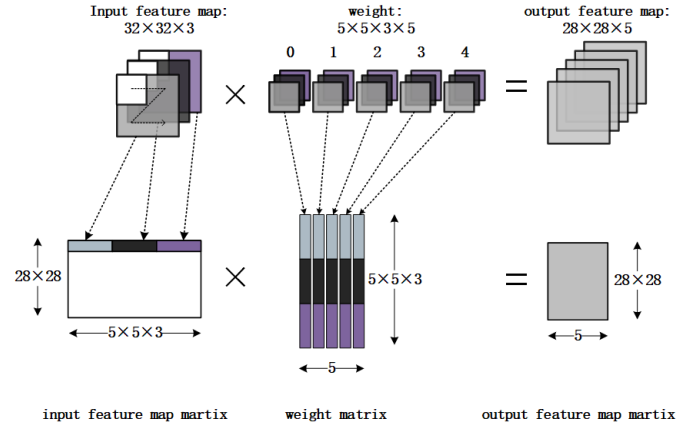 Input feature map:
32×32×3
weight:
5×5×3×5
output feature map:
28×28×5
0 1 2 3 4
×
=
28×28
5×5×3
×
5×5×3
5
=
28×28
5
input feature map martix
weight matrix
output feature map martix